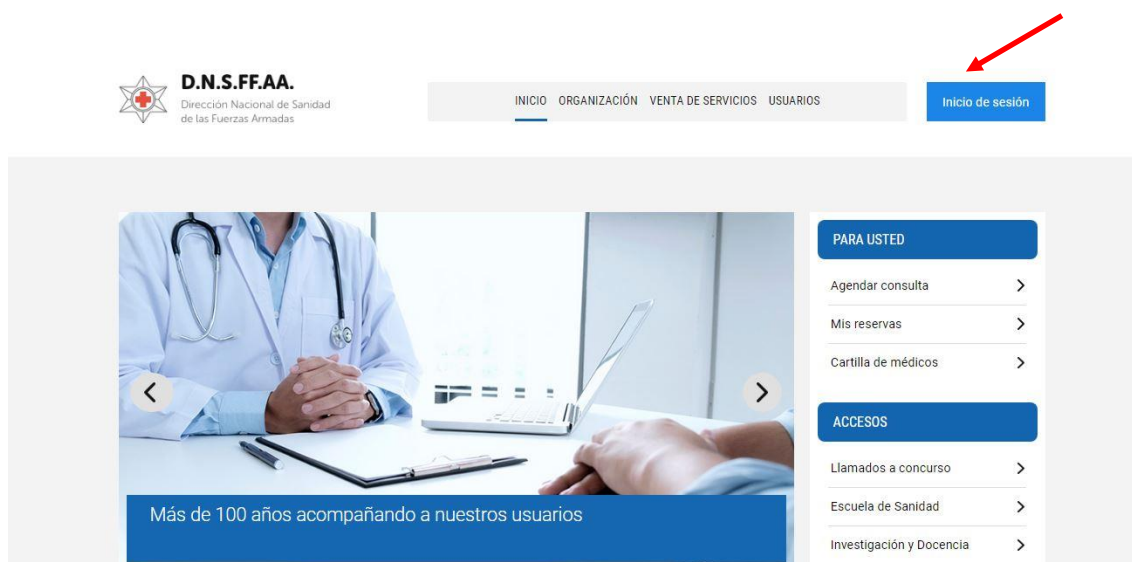 D.N.S.FF.AA.
Dirección Nacional de Sanidad
de las Fuerzas Armadas
INICIO ORGANIZACIÓN VENTA DE SERVICIOS USUARIOS
Inicio de sesión
Más de 100 años acompañando a nuestros usuarios
PARA USTED
Agendar consulta
Mis reservas
Cartilla de médicos
ACCESOS
Llamados a concurso
Escuela de Sanidad
Investigación y Docencia